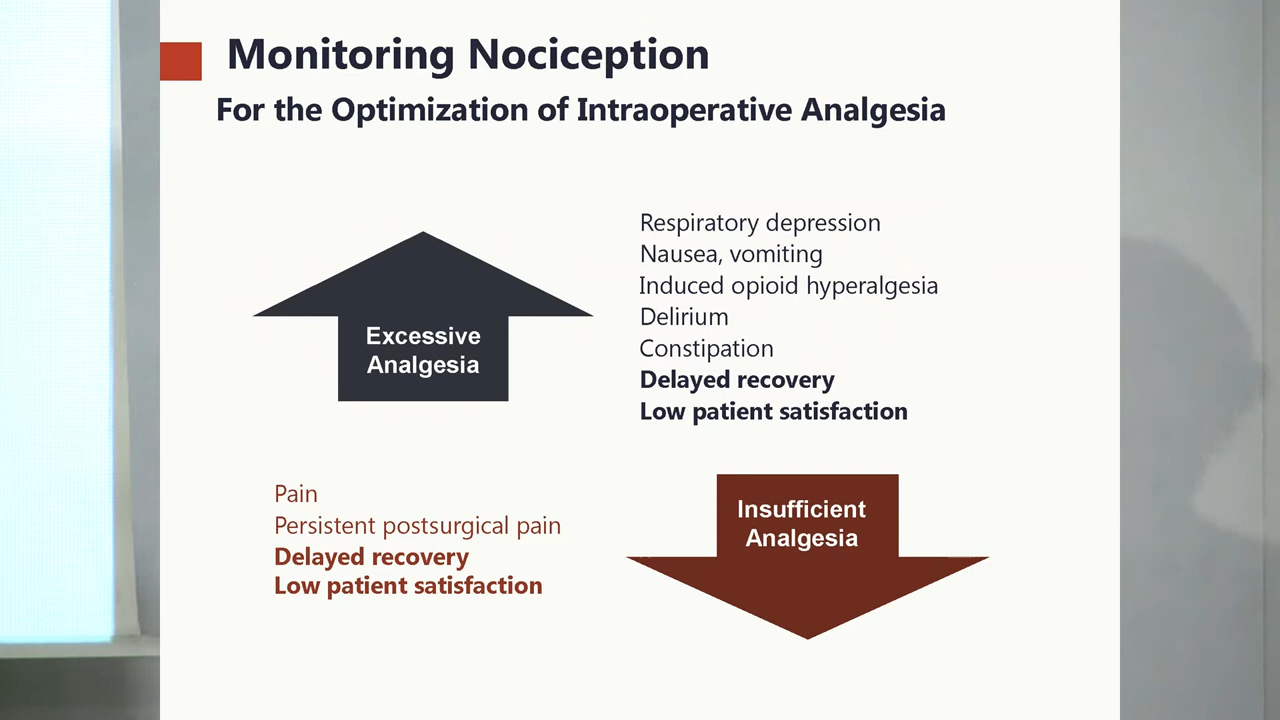 Monitoring Nociception
For the Optimization of Intraoperative Analgesia
Excessive
Analgesia
Respiratory depression
Nausea, vomiting
Induced opioid hyperalgesia
Delirium
Constipation
Delayed recovery
Low patient satisfaction
Pain
Persistent postsurgical pain
Delayed recovery
Low patient satisfaction
Insufficient
Analgesia